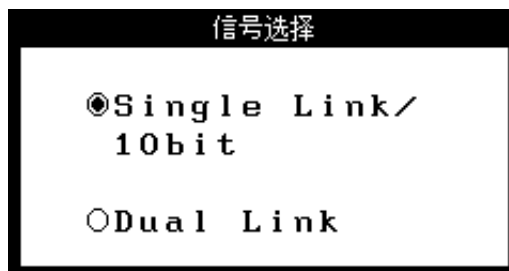 信号选择
◉Single Link/
10bit
○Dual Link